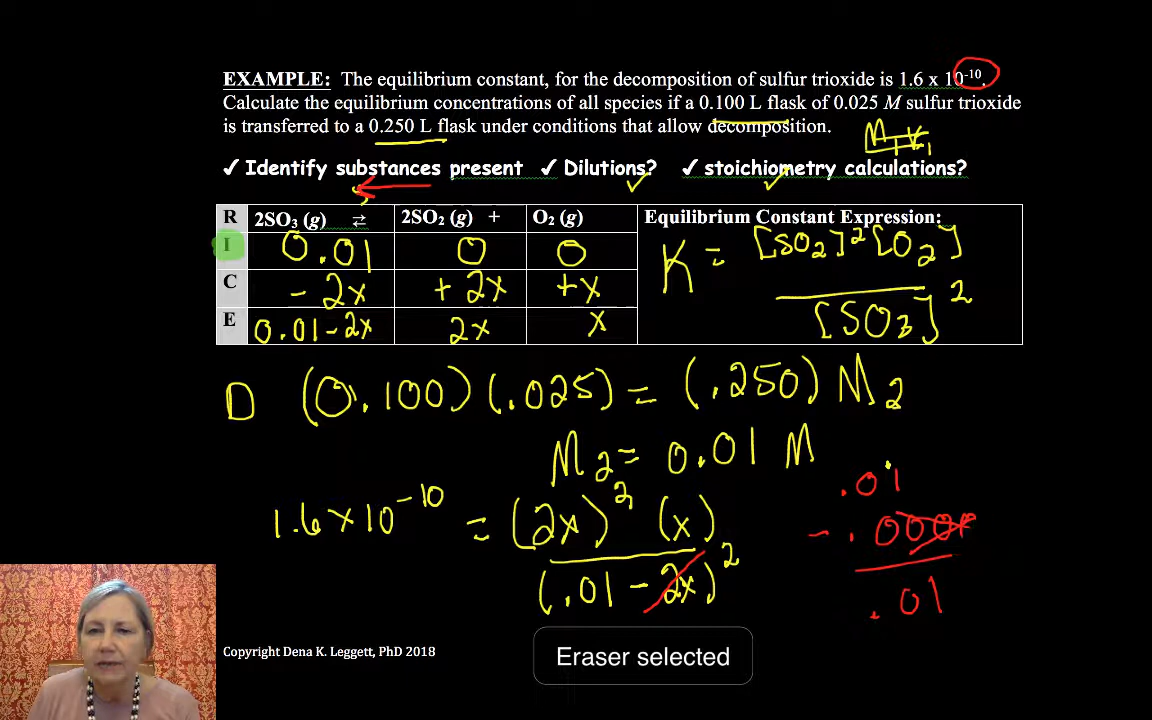 EXAMPLE: The equilibrium constant, for the decomposition of sulfur trioxide is 1.6 x 10⁻¹⁰.
Calculate the equilibrium concentrations of all species if a 0.100 L flask of 0.025 M sulfur trioxide
is transferred to a 0.250 L flask under conditions that allow decomposition.
M₁V₁
✓ Identify substances present ✓ Dilutions? ✓ stoichiometry calculations?
R 2SO₃ (g) ⇄ 2SO₂ (g) + O₂ (g) Equilibrium Constant Expression:
I 0.01 0 0
C - 2x + 2x +x
E 0.01-2x 2x x
K = [SO₂]²[O₂]
[SO₃]²
D (0.100)(.025) = (.250) M₂
M₂ = 0.01 M
1.6 x 10⁻¹⁰ = (2x)² (x)
(.01 - 2x)²
.01
- .0001
.01
Copyright Dena K. Leggett, PhD 2018
Eraser selected